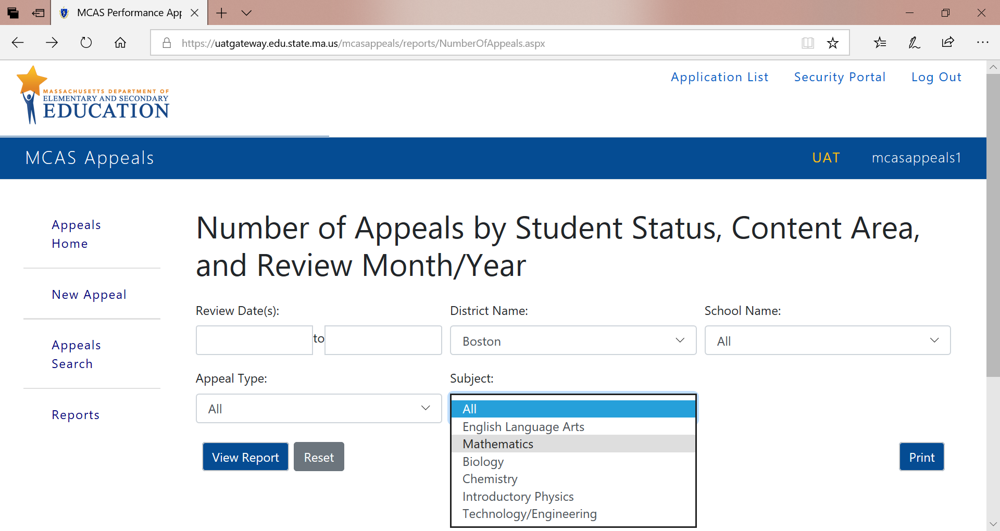 MCAS Performance App
https://uatgateway.edu.state.ma.us/mcasappeals/reports/NumberOfAppeals.aspx
MASSACHUSETTS DEPARTMENT OF
ELEMENTARY AND SECONDARY
EDUCATION
Application List
Security Portal
Log Out
MCAS Appeals
UAT
mcasappeals1
Appeals
Home
New Appeal
Appeals
Search
Reports
Number of Appeals by Student Status, Content Area,
and Review Month/Year
Review Date(s):
District Name:
School Name:
to
Boston
All
Appeal Type:
Subject:
All
All
English Language Arts
Mathematics
Biology
Chemistry
Introductory Physics
Technology/Engineering
View Report
Reset
Print